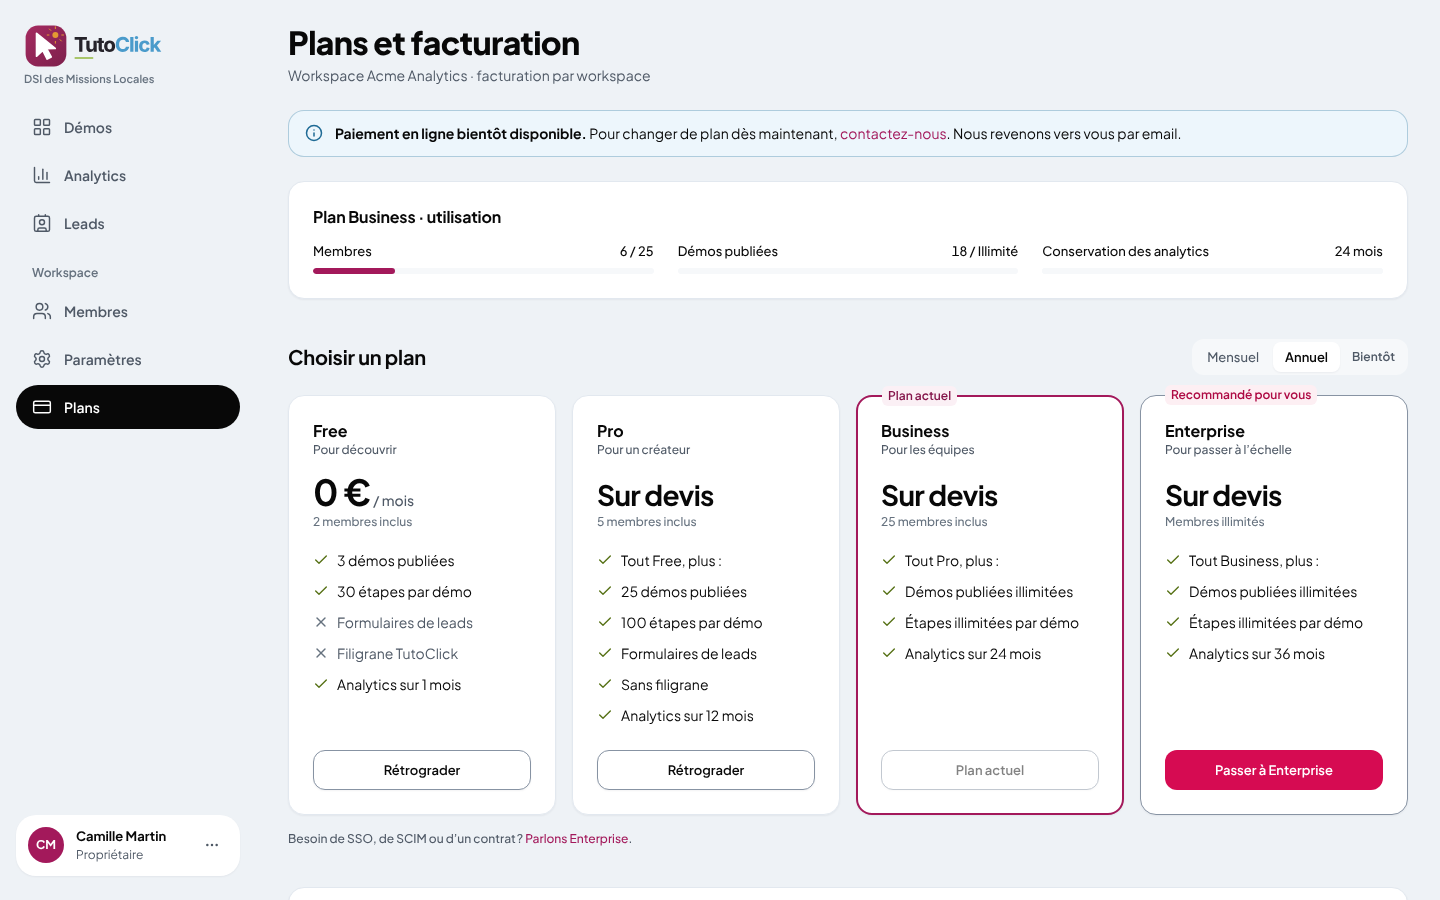 TutoClick
DSI des Missions Locales
Démos
Analytics
Leads
Workspace
Membres
Paramètres
Plans
CM
Camille Martin
Propriétaire
Plans et facturation
Workspace Acme Analytics · facturation par workspace
Paiement en ligne bientôt disponible. Pour changer de plan dès maintenant, contactez-nous. Nous revenons vers vous par email.
Plan Business · utilisation
Membres 6 / 25
Démos publiées 18 / Illimité
Conservation des analytics 24 mois
Choisir un plan
Mensuel Annuel Bientôt
Free
Pour découvrir
0 € / mois
2 membres inclus
3 démos publiées
30 étapes par démo
Formulaires de leads
Filigrane TutoClick
Analytics sur 1 mois
Rétrograder
Pro
Pour un créateur
Sur devis
5 membres inclus
Tout Free, plus :
25 démos publiées
100 étapes par démo
Formulaires de leads
Sans filigrane
Analytics sur 12 mois
Rétrograder
Plan actuel
Business
Pour les équipes
Sur devis
25 membres inclus
Tout Pro, plus :
Démos publiées illimitées
Étapes illimitées par démo
Analytics sur 24 mois
Plan actuel
Recommandé pour vous
Enterprise
Pour passer à l’échelle
Sur devis
Membres illimités
Tout Business, plus :
Démos publiées illimitées
Étapes illimitées par démo
Analytics sur 36 mois
Passer à Enterprise
Besoin de SSO, de SCIM ou d’un contrat ? Parlons Enterprise.